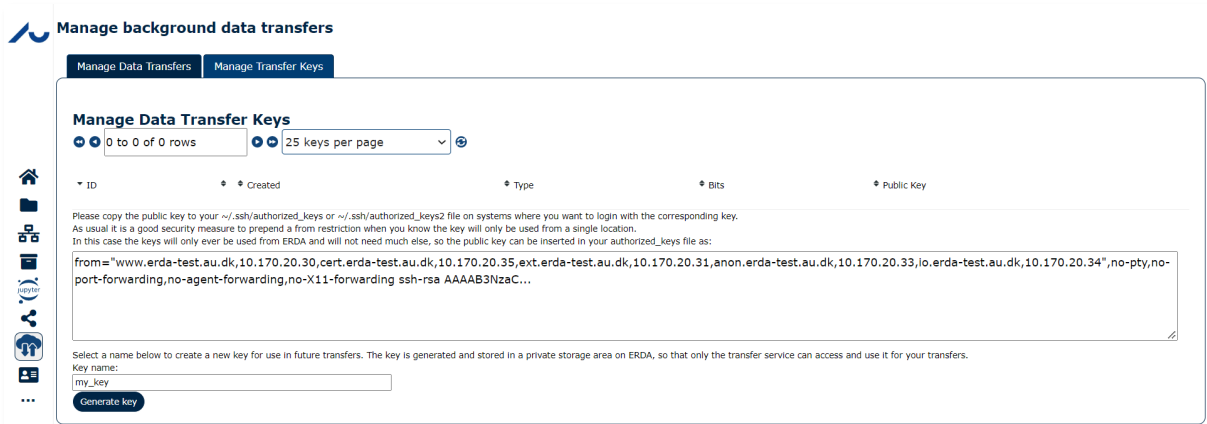 Manage background data transfers
Manage Data Transfers
Manage Transfer Keys
Manage Data Transfer Keys
0 to 0 of 0 rows
25 keys per page
ID
Created
Type
Bits
Public Key
Please copy the public key to your ~/.ssh/authorized_keys or ~/.ssh/authorized_keys2 file on systems where you want to login with the corresponding key.
As usual it is a good security measure to prepend a from restriction when you know the key will only be used from a single location.
In this case the keys will only ever be used from ERDA and will not need much else, so the public key can be inserted in your authorized_keys file as:
from="www.erda-test.au.dk,10.170.20.30,cert.erda-test.au.dk,10.170.20.35,ext.erda-test.au.dk,10.170.20.31,anon.erda-test.au.dk,10.170.20.33,io.erda-test.au.dk,10.170.20.34",no-pty,no-
port-forwarding,no-agent-forwarding,no-X11-forwarding ssh-rsa AAAAB3NzaC...
jupyter
Select a name below to create a new key for use in future transfers. The key is generated and stored in a private storage area on ERDA, so that only the transfer service can access and use it for your transfers.
Key name:
my_key
Generate key